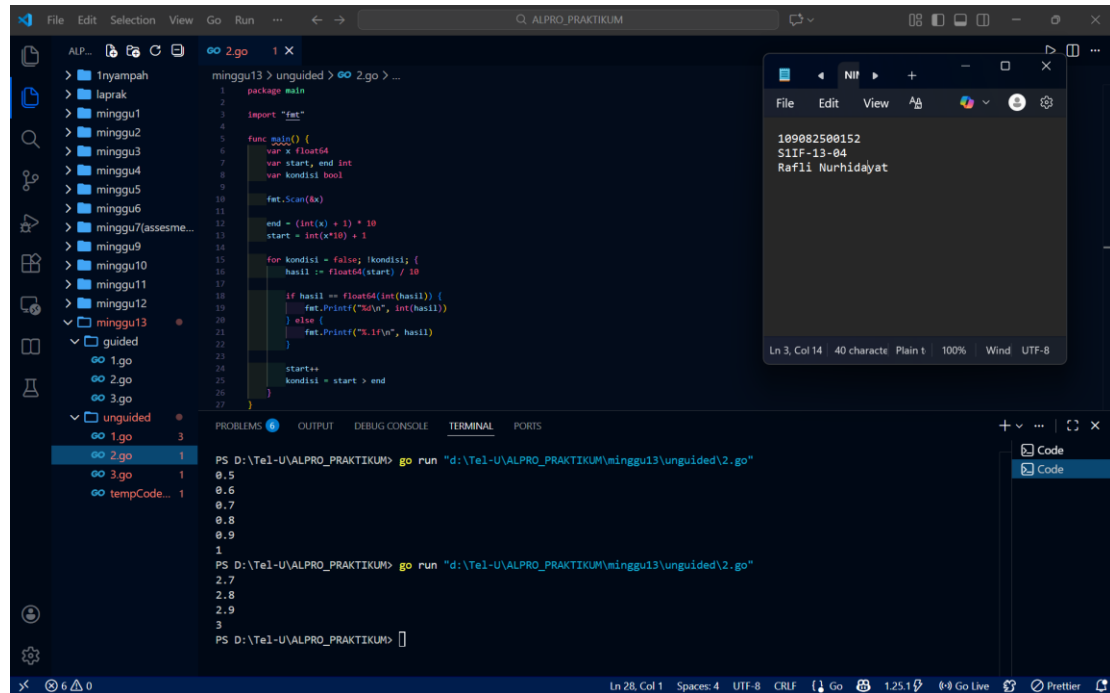 File Edit Selection View Go Run ... ALPRO_PRAKTIKUM
ALP...
1nyampah
laprak
minggu1
minggu2
minggu3
minggu4
minggu5
minggu6
minggu7(assesme...
minggu9
minggu10
minggu11
minggu12
minggu13
guided
GO 1.go
GO 2.go
GO 3.go
unguided
GO 1.go 3
GO 2.go 1
GO 3.go 1
GO tempCode... 1
GO 2.go 1
minggu13 > unguided > GO 2.go > ...
1 package main
2
3 import "fmt"
4
5 func main() {
6 var x float64
7 var start, end int
8 var kondisi bool
9
10 fmt.Scan(&x)
11
12 end = (int(x) + 1) * 10
13 start = int(x*10) + 1
14
15 for kondisi = false; !kondisi; {
16 hasil := float64(start) / 10
17
18 if hasil == float64(int(hasil)) {
19 fmt.Printf("%d\n", int(hasil))
20 } else {
21 fmt.Printf("%.1f\n", hasil)
22 }
23
24 start++
25 kondisi = start > end
26 }
27 }
NIM
File Edit View
109082500152
S1IF-13-04
Rafli Nurhidayat
Ln 3, Col 14 40 characte Plain t 100% Wind UTF-8
PROBLEMS 6 OUTPUT DEBUG CONSOLE TERMINAL PORTS
PS D:\Tel-U\ALPRO_PRAKTIKUM> go run "d:\Tel-U\ALPRO_PRAKTIKUM\minggu13\unguided\2.go"
0.5
0.6
0.7
0.8
0.9
1
PS D:\Tel-U\ALPRO_PRAKTIKUM> go run "d:\Tel-U\ALPRO_PRAKTIKUM\minggu13\unguided\2.go"
2.7
2.8
2.9
3
PS D:\Tel-U\ALPRO_PRAKTIKUM>
Code
Code
6 0 Ln 28, Col 1 Spaces: 4 UTF-8 CRLF Go 1.25.1 Go Live Prettier